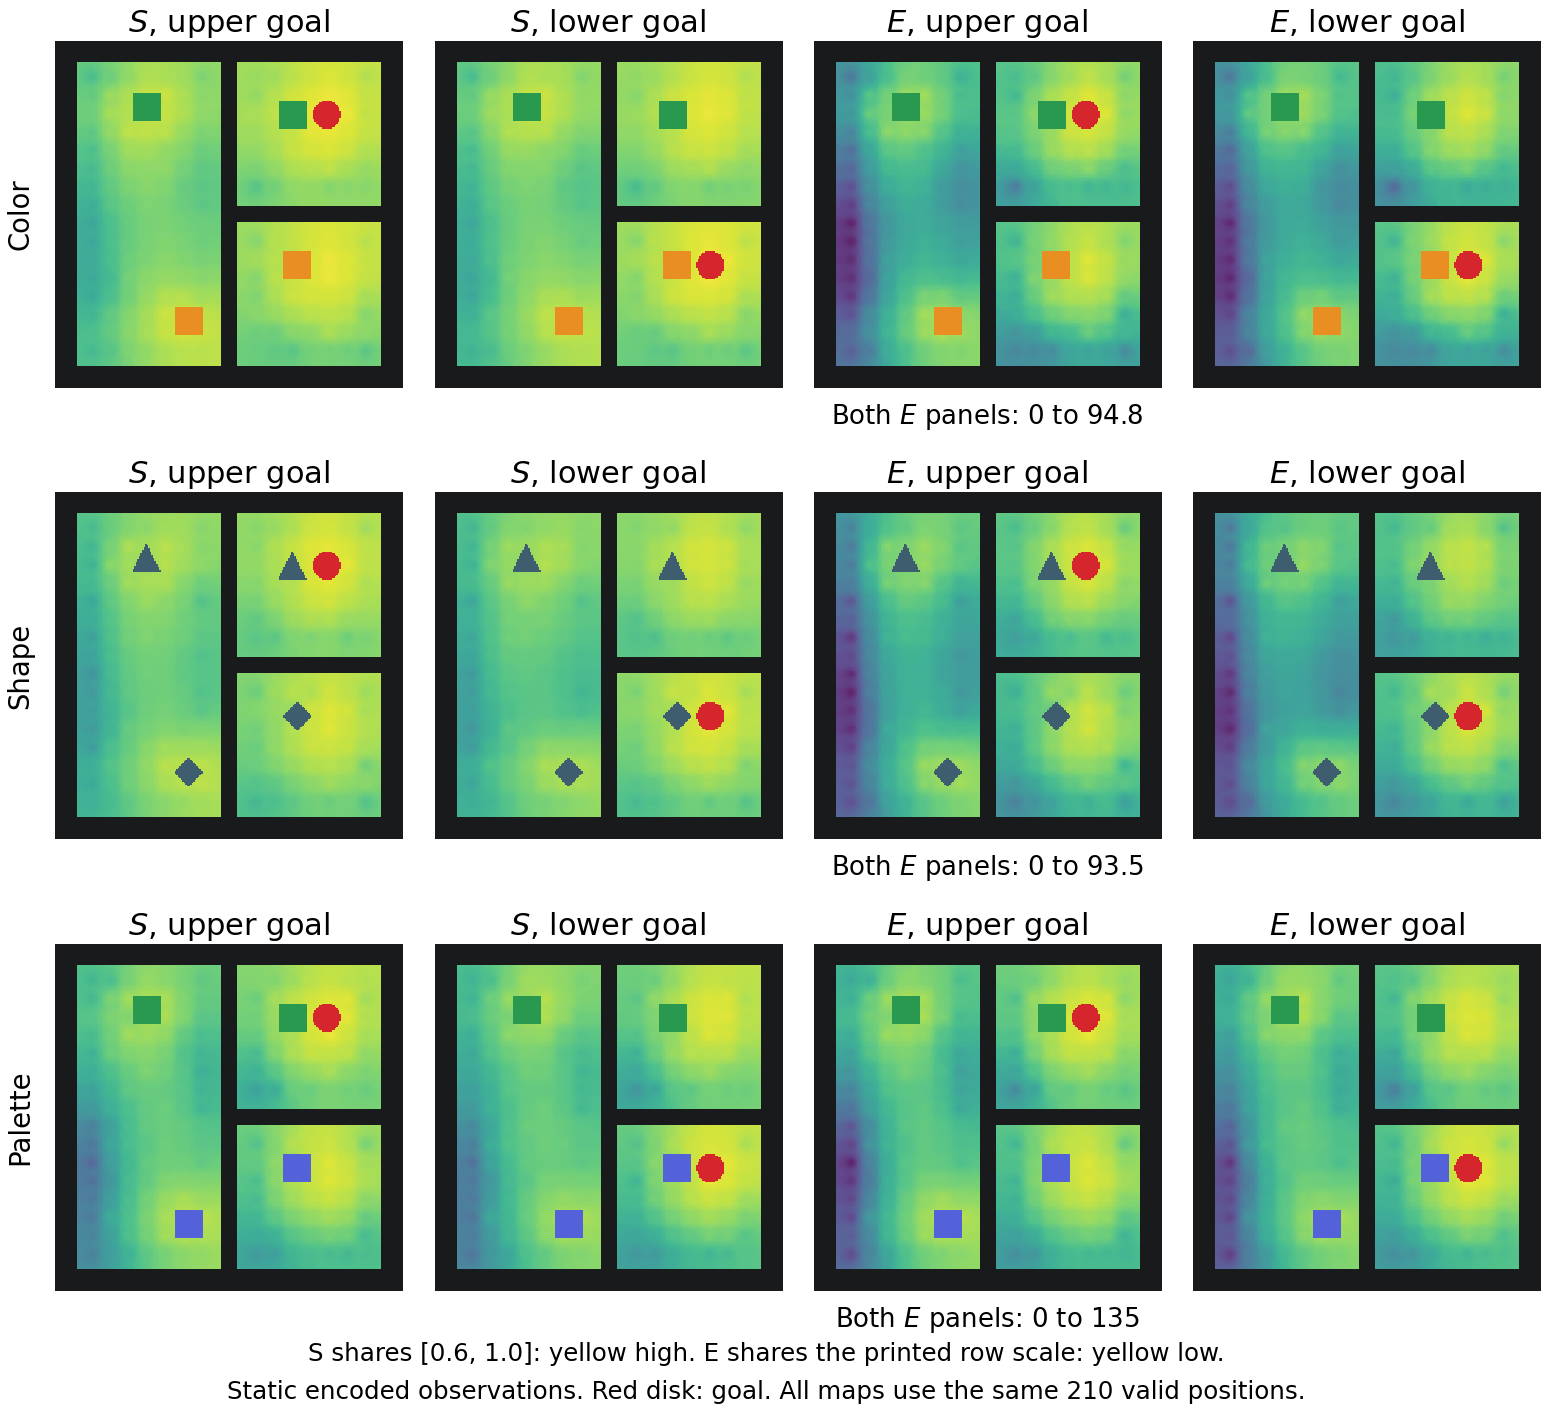 S, upper goal
S, lower goal
E, upper goal
E, lower goal
Color
Both E panels: 0 to 94.8
S, upper goal
S, lower goal
E, upper goal
E, lower goal
Shape
Both E panels: 0 to 93.5
S, upper goal
S, lower goal
E, upper goal
E, lower goal
Palette
Both E panels: 0 to 135
S shares [0.6, 1.0]: yellow high. E shares the printed row scale: yellow low.
Static encoded observations. Red disk: goal. All maps use the same 210 valid positions.